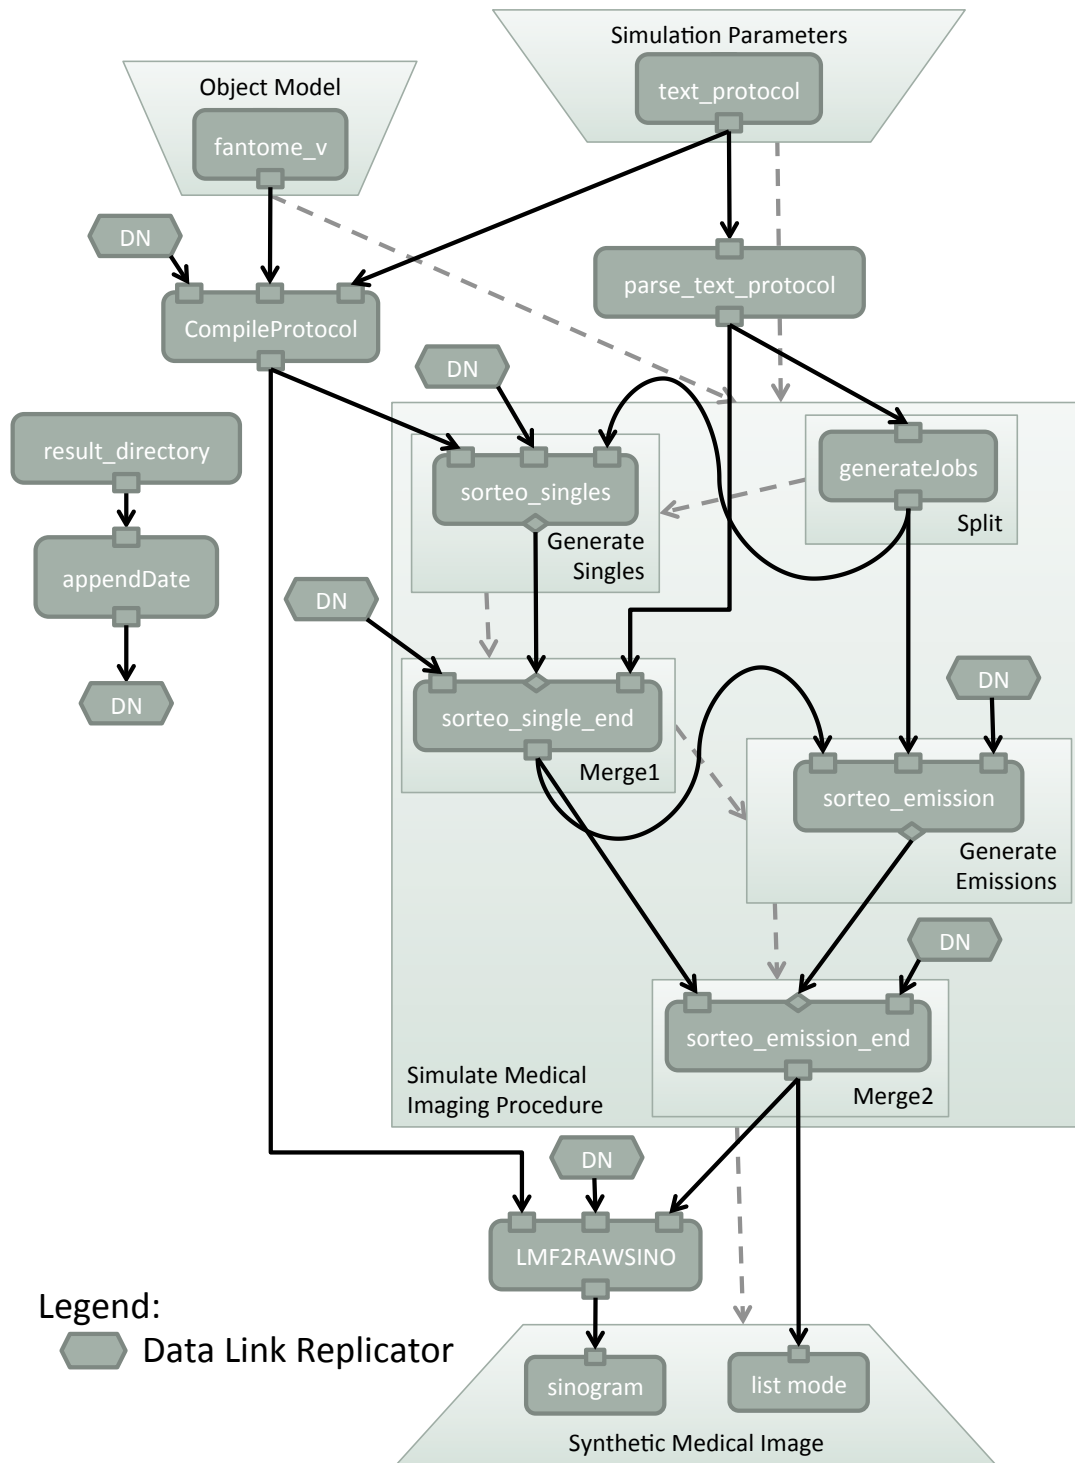 Simulation Parameters
text_protocol
Object Model
fantome_v
DN
parse_text_protocol
CompileProtocol
DN
result_directory
generateJobs
sorteo_singles
Split
Generate
Singles
appendDate
DN
DN
DN
sorteo_single_end
Merge1
sorteo_emission
Generate
Emissions
DN
sorteo_emission_end
Simulate Medical
Imaging Procedure
Merge2
DN
LMF2RAWSINO
Legend:
Data Link Replicator
sinogram
list mode
Synthetic Medical Image